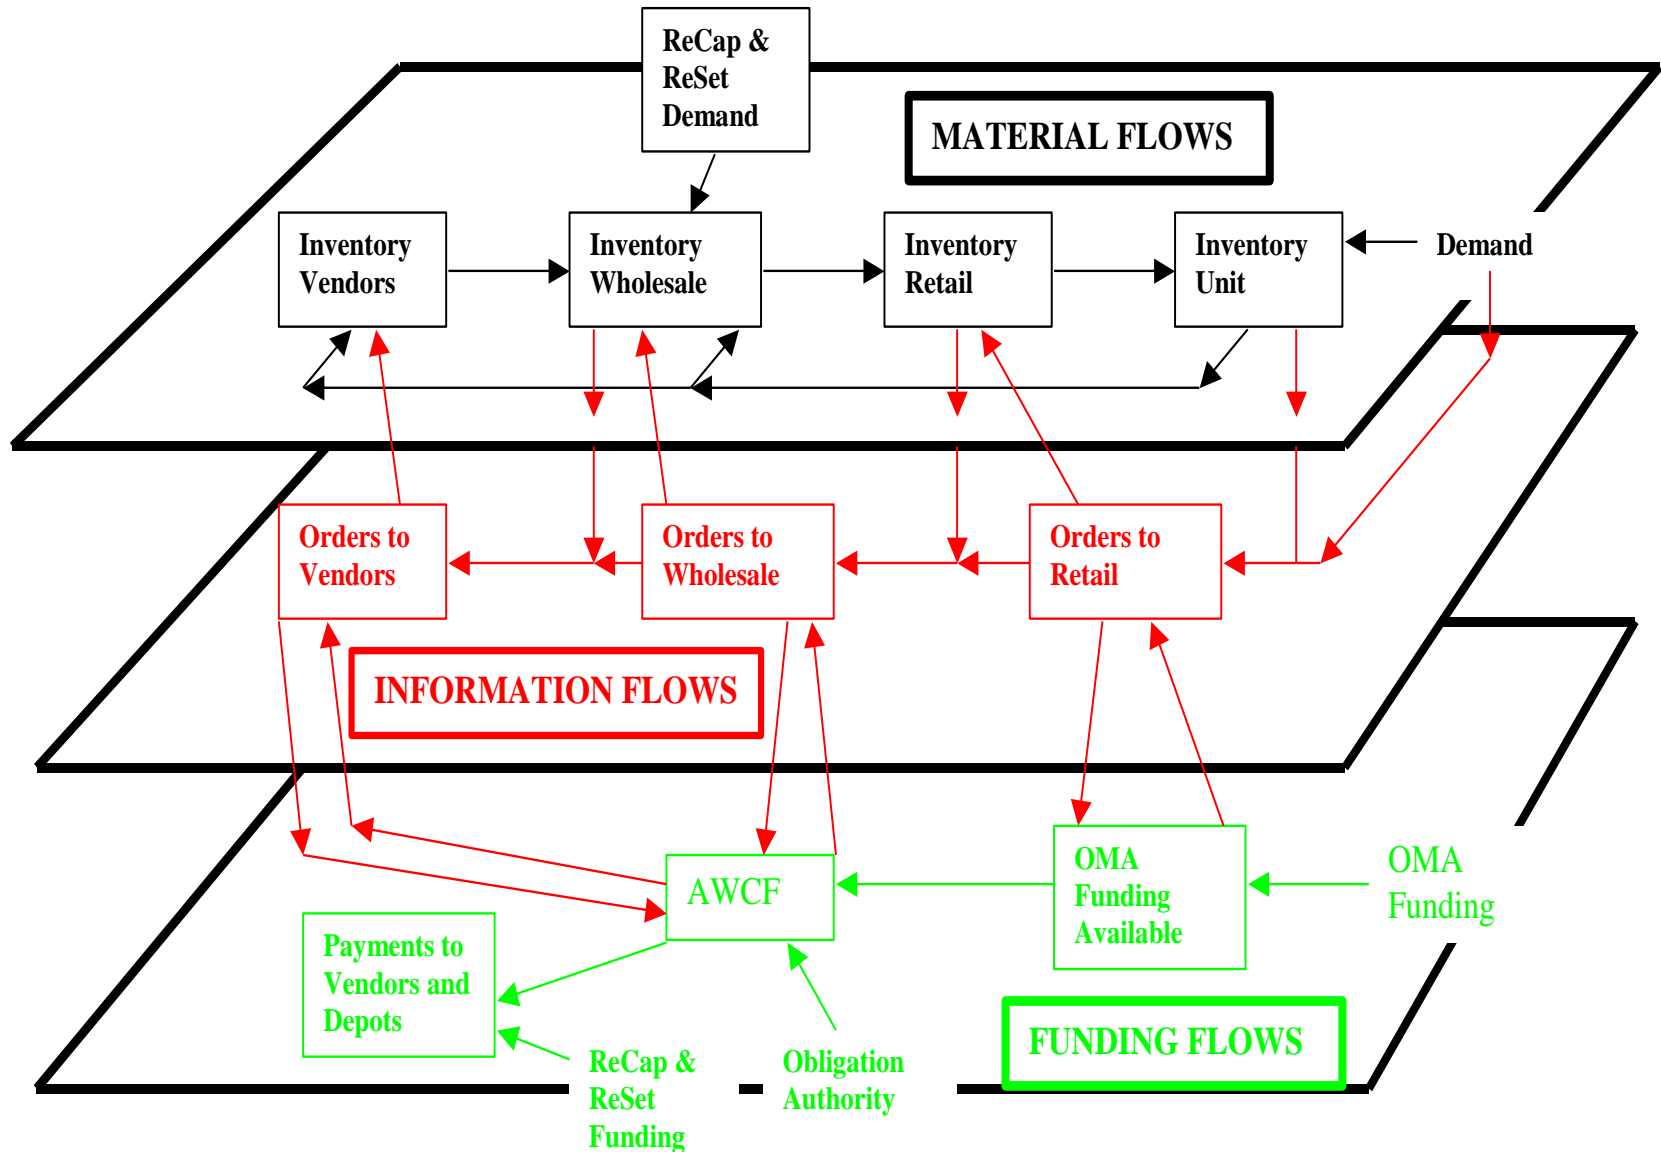 ReCap &
ReSet
Demand
MATERIAL FLOWS
Inventory
Vendors
Inventory
Wholesale
Inventory
Retail
Inventory
Unit
Demand
Orders to
Vendors
Orders to
Wholesale
Orders to
Retail
INFORMATION FLOWS
AWCF
OMA
Funding
Available
OMA
Funding
Payments to
Vendors and
Depots
FUNDING FLOWS
ReCap &
ReSet
Funding
Obligation
Authority